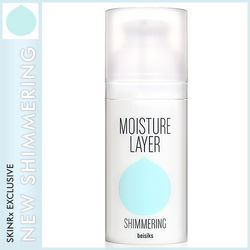 SKINRx EXCLUSIVE
NEW SHIMMERING
MOISTURE
LAYER
SHIMMERING
beisiks